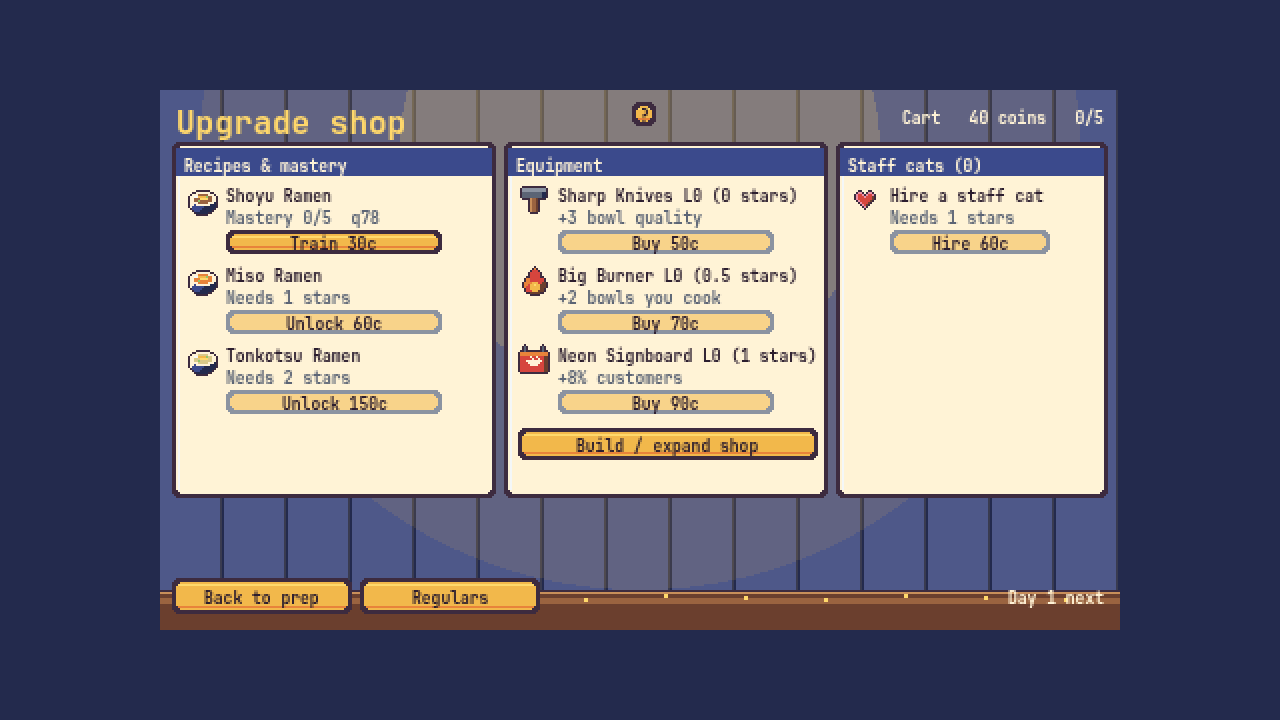 Upgrade shop
?
Cart 40 coins 0/5
Recipes & mastery
Shoyu Ramen
Mastery 0/5 q78
Train 30c
Miso Ramen
Needs 1 stars
Unlock 60c
Tonkotsu Ramen
Needs 2 stars
Unlock 150c
Equipment
Sharp Knives L0 (0 stars)
+3 bowl quality
Buy 50c
Big Burner L0 (0.5 stars)
+2 bowls you cook
Buy 70c
Neon Signboard L0 (1 stars)
+8% customers
Buy 90c
Build / expand shop
Staff cats (0)
Hire a staff cat
Needs 1 stars
Hire 60c
Back to prep
Regulars
Day 1 next